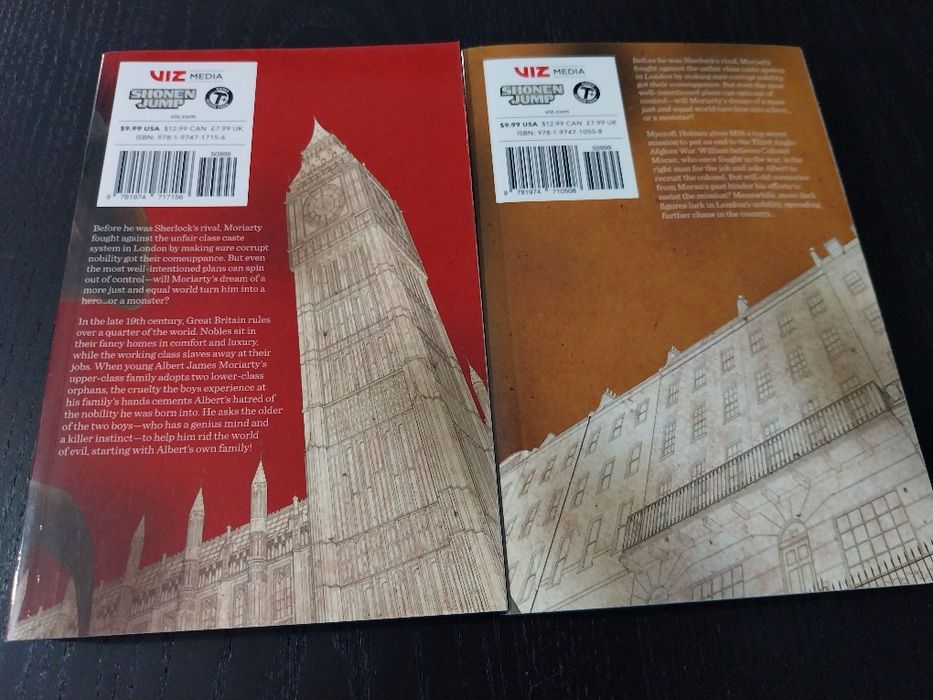 VIZ MEDIA
SHONEN
JUMP
viz.com
$9.99 USA $12.99 CAN £7.99 UK
ISBN: 978-1-9747-1715-6
50999
9 781974 717156
Before he was Sherlock's rival, Moriarty
fought against the unfair class caste
system in London by making sure corrupt
nobility got their comeuppance. But even
the most well-intentioned plans can spin
out of control—will Moriarty's dream of a
more just and equal world turn him into a
hero...or a monster?
In the late 19th century, Great Britain rules
over a quarter of the world. Nobles sit in
their fancy homes in comfort and luxury,
while the working class slaves away at their
jobs. When young Albert James Moriarty's
upper-class family adopts two lower-class
orphans, the cruelty the boys experience at
his family's hands cements Albert's hatred of
the nobility he was born into. He asks the older
of the two boys—who has a genius mind and
a killer instinct—to help him rid the world
of evil, starting with Albert's own family!
VIZ MEDIA
SHONEN
JUMP
viz.com
$9.99 USA $12.99 CAN £7.99 UK
ISBN: 978-1-9747-1050-8
50999
9 781974 710508
Before he was Sherlock's rival, Moriarty
fought against the unfair class caste system
in London by making sure corrupt nobility
got their comeuppance. But even the most
well-intentioned plans can spin out of
control—will Moriarty's dream of a more
just and equal world turn him into a hero...
or a monster?
Mycroft Holmes gives MI6 a top secret
mission to put an end to the Third Anglo-
Afghan War. William believes Colonel
Moran, who once fought in the war, is the
right man for the job and asks Albert to
recruit the colonel. But will old memories
from Moran's past hinder his efforts to
assist the mission? Meanwhile, more dark
figures lurk in London's nobility, spreading
further chaos in the country...